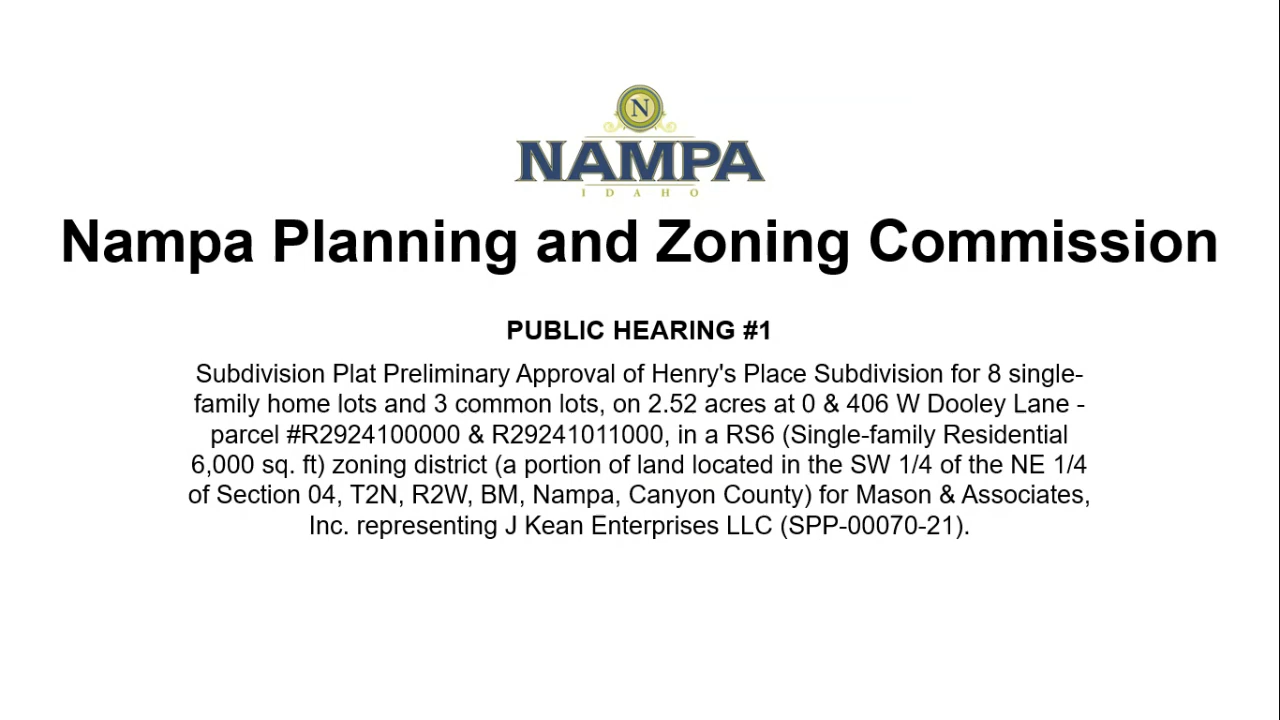 N
NAMPA
IDAHO
Nampa Planning and Zoning Commission
PUBLIC HEARING #1
Subdivision Plat Preliminary Approval of Henry's Place Subdivision for 8 single-
family home lots and 3 common lots, on 2.52 acres at 0 & 406 W Dooley Lane -
parcel #R2924100000 & R29241011000, in a RS6 (Single-family Residential
6,000 sq. ft) zoning district (a portion of land located in the SW 1/4 of the NE 1/4
of Section 04, T2N, R2W, BM, Nampa, Canyon County) for Mason & Associates,
Inc. representing J Kean Enterprises LLC (SPP-00070-21).